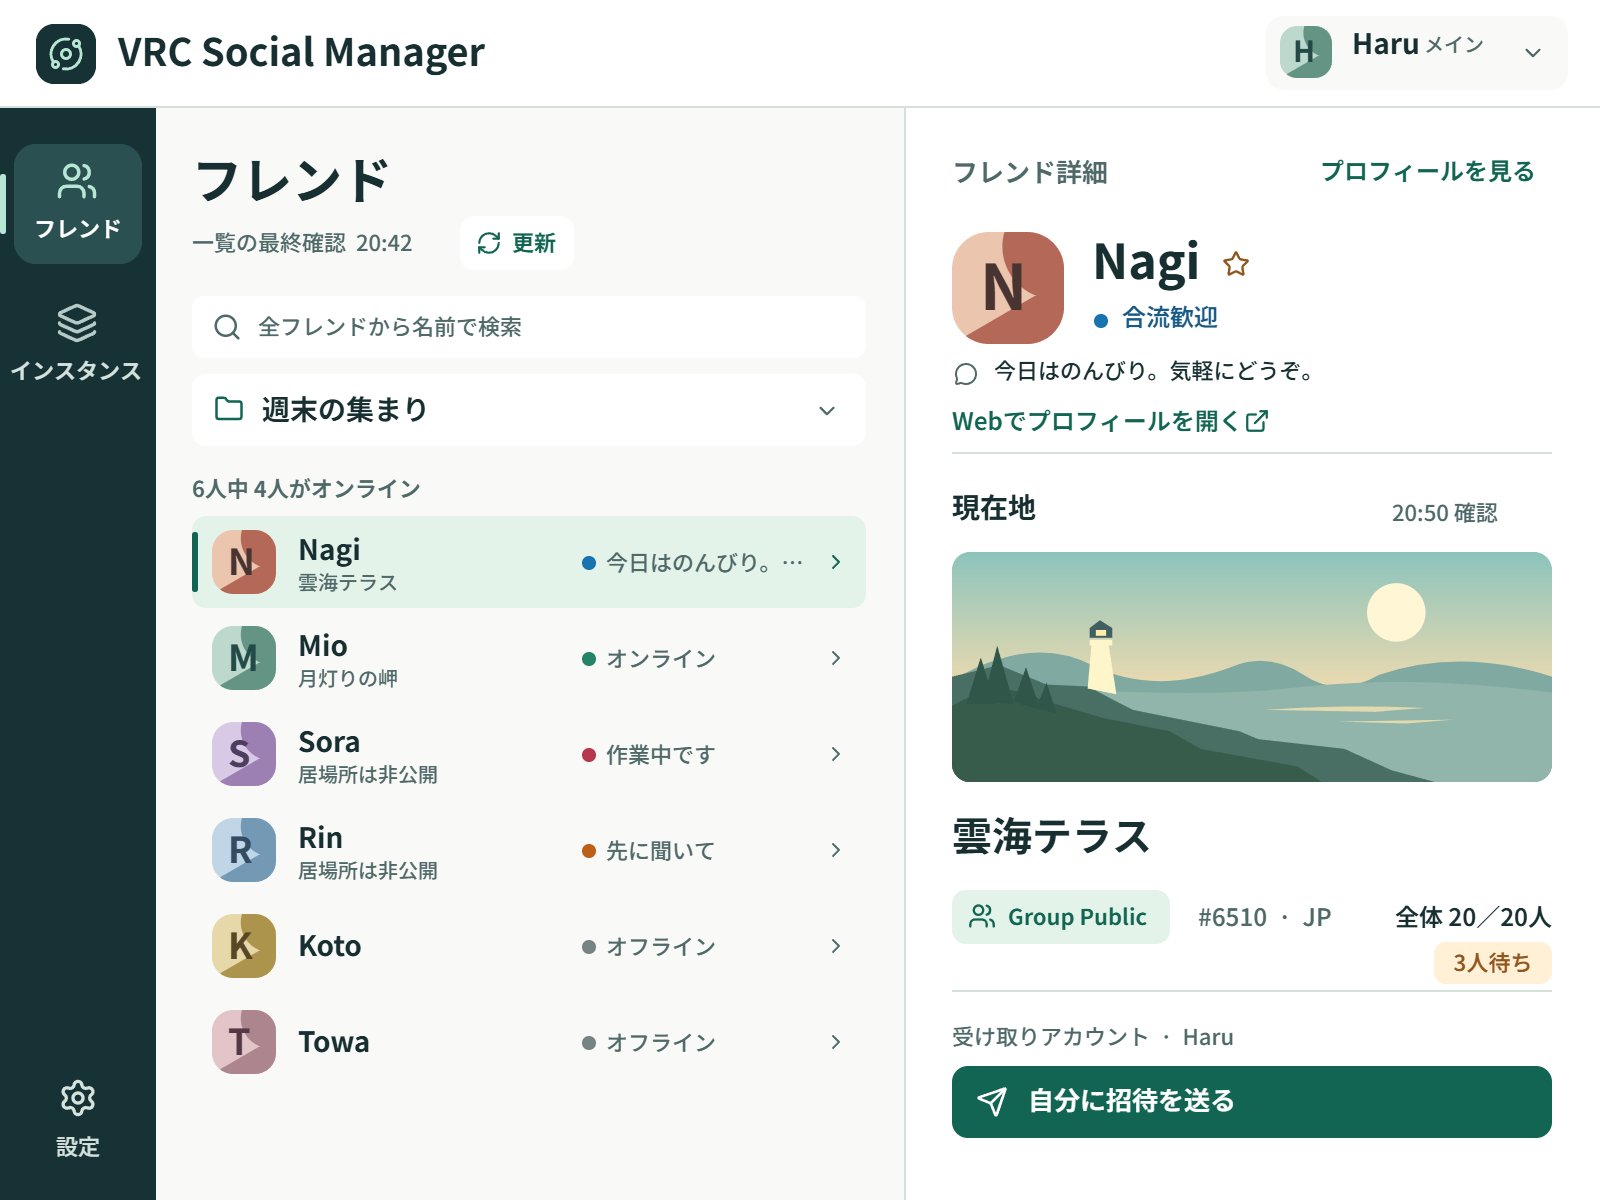 VRC Social Manager
H
Haru メイン
フレンド
インスタンス
設定
フレンド
一覧の最終確認 20:42
更新
全フレンドから名前で検索
週末の集まり
6人中 4人がオンライン
N
Nagi
雲海テラス
今日はのんびり。…
M
Mio
月灯りの岬
オンライン
S
Sora
居場所は非公開
作業中です
R
Rin
居場所は非公開
先に聞いて
K
Koto
オフライン
T
Towa
オフライン
フレンド詳細
プロフィールを見る
N
Nagi
合流歓迎
今日はのんびり。気軽にどうぞ。
Webでプロフィールを開く
現在地
20:50 確認
雲海テラス
Group Public
#6510 · JP
全体 20／20人
3人待ち
受け取りアカウント · Haru
自分に招待を送る